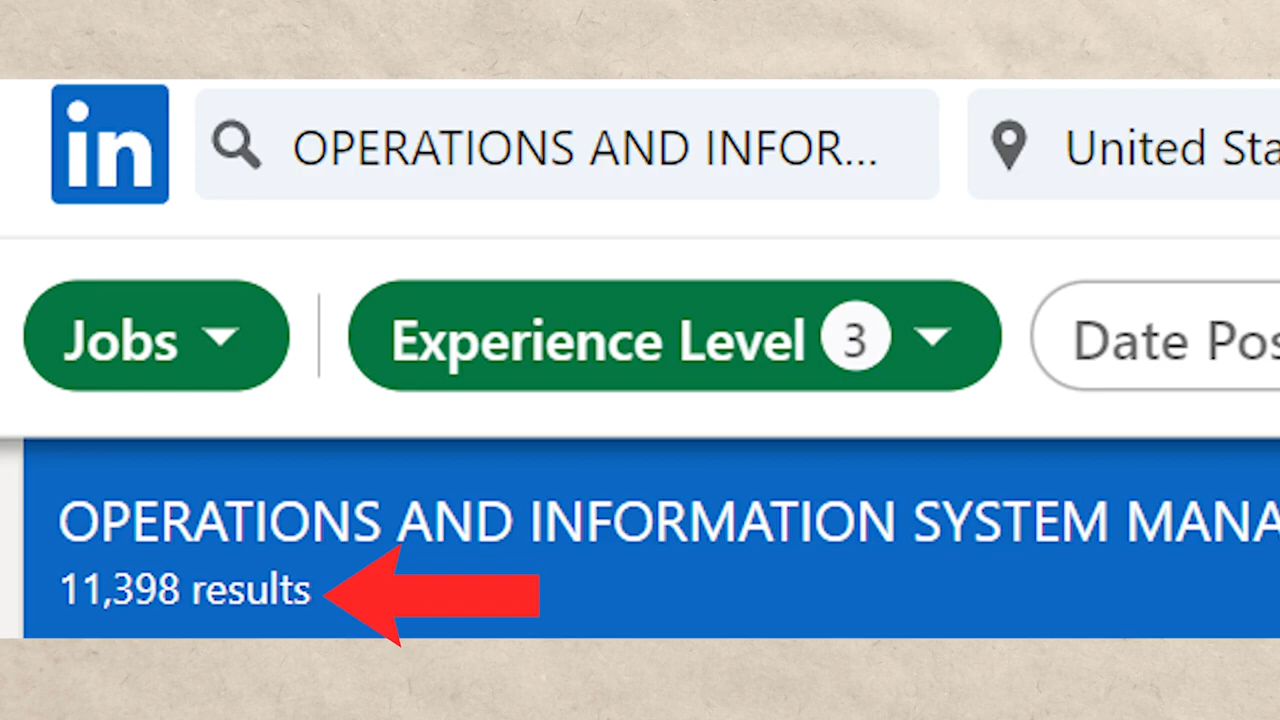 in
OPERATIONS AND INFOR...
United Sta
Jobs
Experience Level 3
Date Pos
OPERATIONS AND INFORMATION SYSTEM MANA
11,398 results